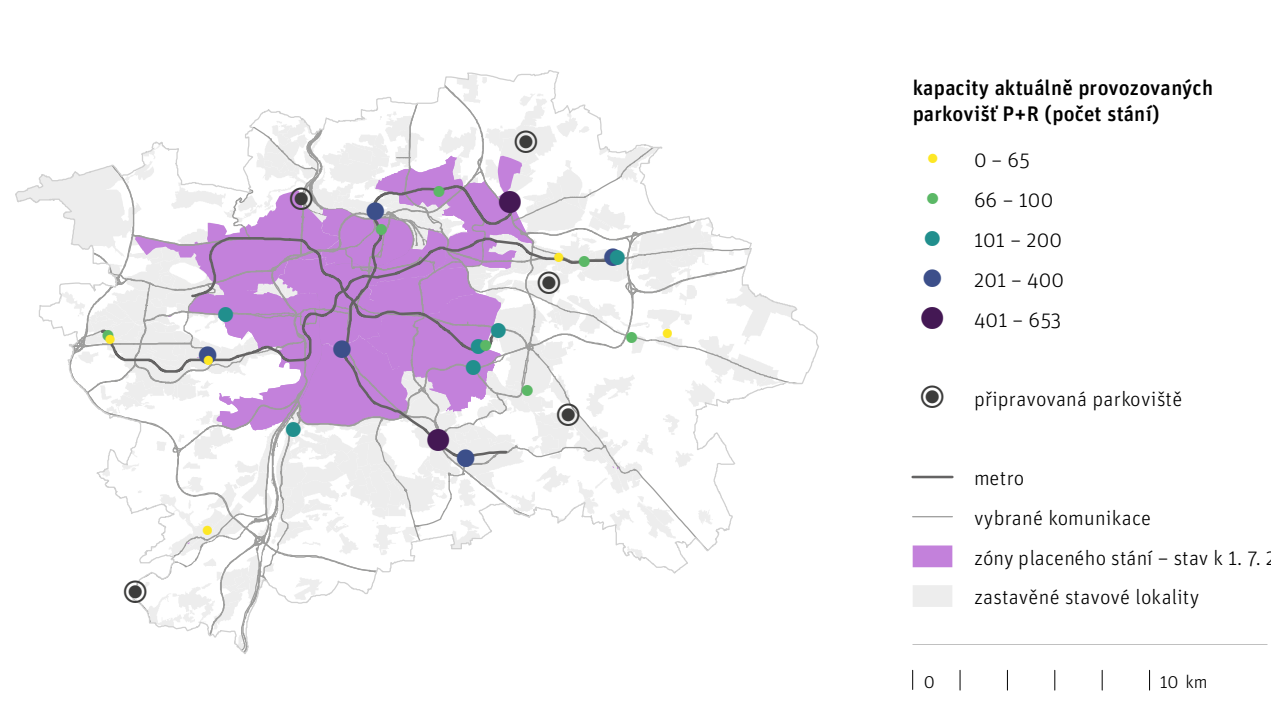 kapacity aktuálně provozovaných
parkovišť P+R (počet stání)
0 – 65
66 – 100
101 – 200
201 – 400
401 – 653
připravovaná parkoviště
metro
vybrané komunikace
zóny placeného stání – stav k 1. 7.
zastavěné stavové lokality
0 10 km